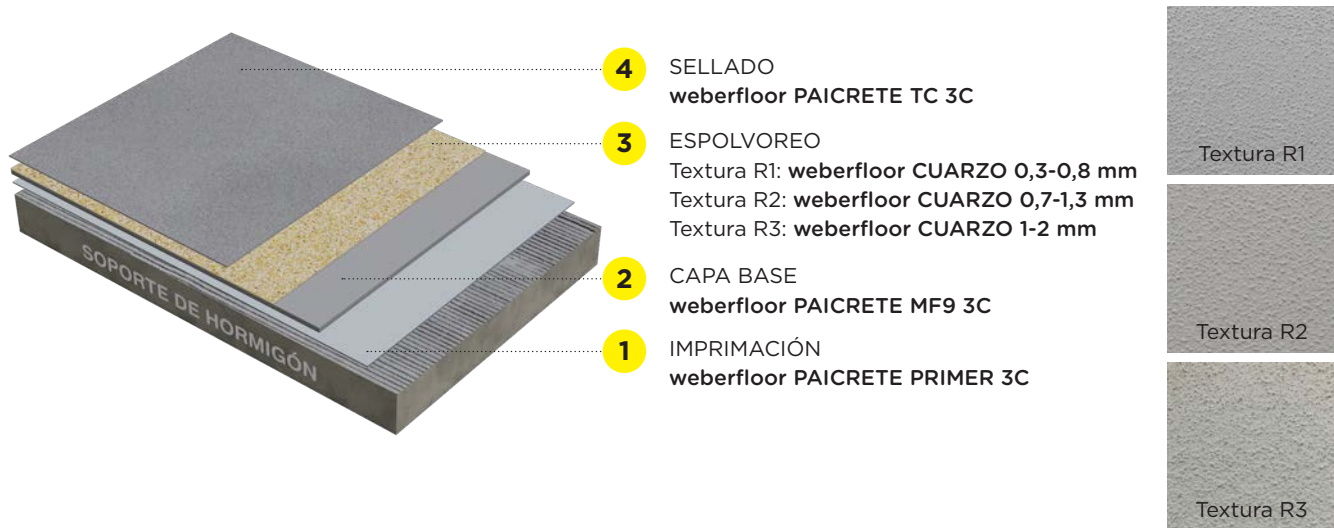 4
SELLADO
weberfloor PAICRETE TC 3C
3
ESPOLVOREO
Textura R1: weberfloor CUARZO 0,3-0,8 mm
Textura R2: weberfloor CUARZO 0,7-1,3 mm
Textura R3: weberfloor CUARZO 1-2 mm
2
CAPA BASE
weberfloor PAICRETE MF9 3C
1
IMPRIMACIÓN
weberfloor PAICRETE PRIMER 3C
SOPORTE DE HORMIGÓN
Textura R1
Textura R2
Textura R3